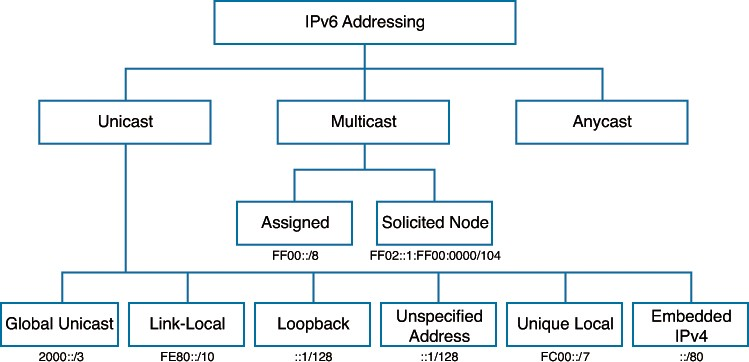 IPv6 Addressing
Unicast
Multicast
Anycast
Assigned
Solicited Node
FF00::/8
FF02::1:FF00:0000/104
Global Unicast
Link-Local
Loopback
Unspecified
Address
Unique Local
Embedded
IPv4
2000::/3
FE80::/10
::1/128
::1/128
FC00::/7
::/80